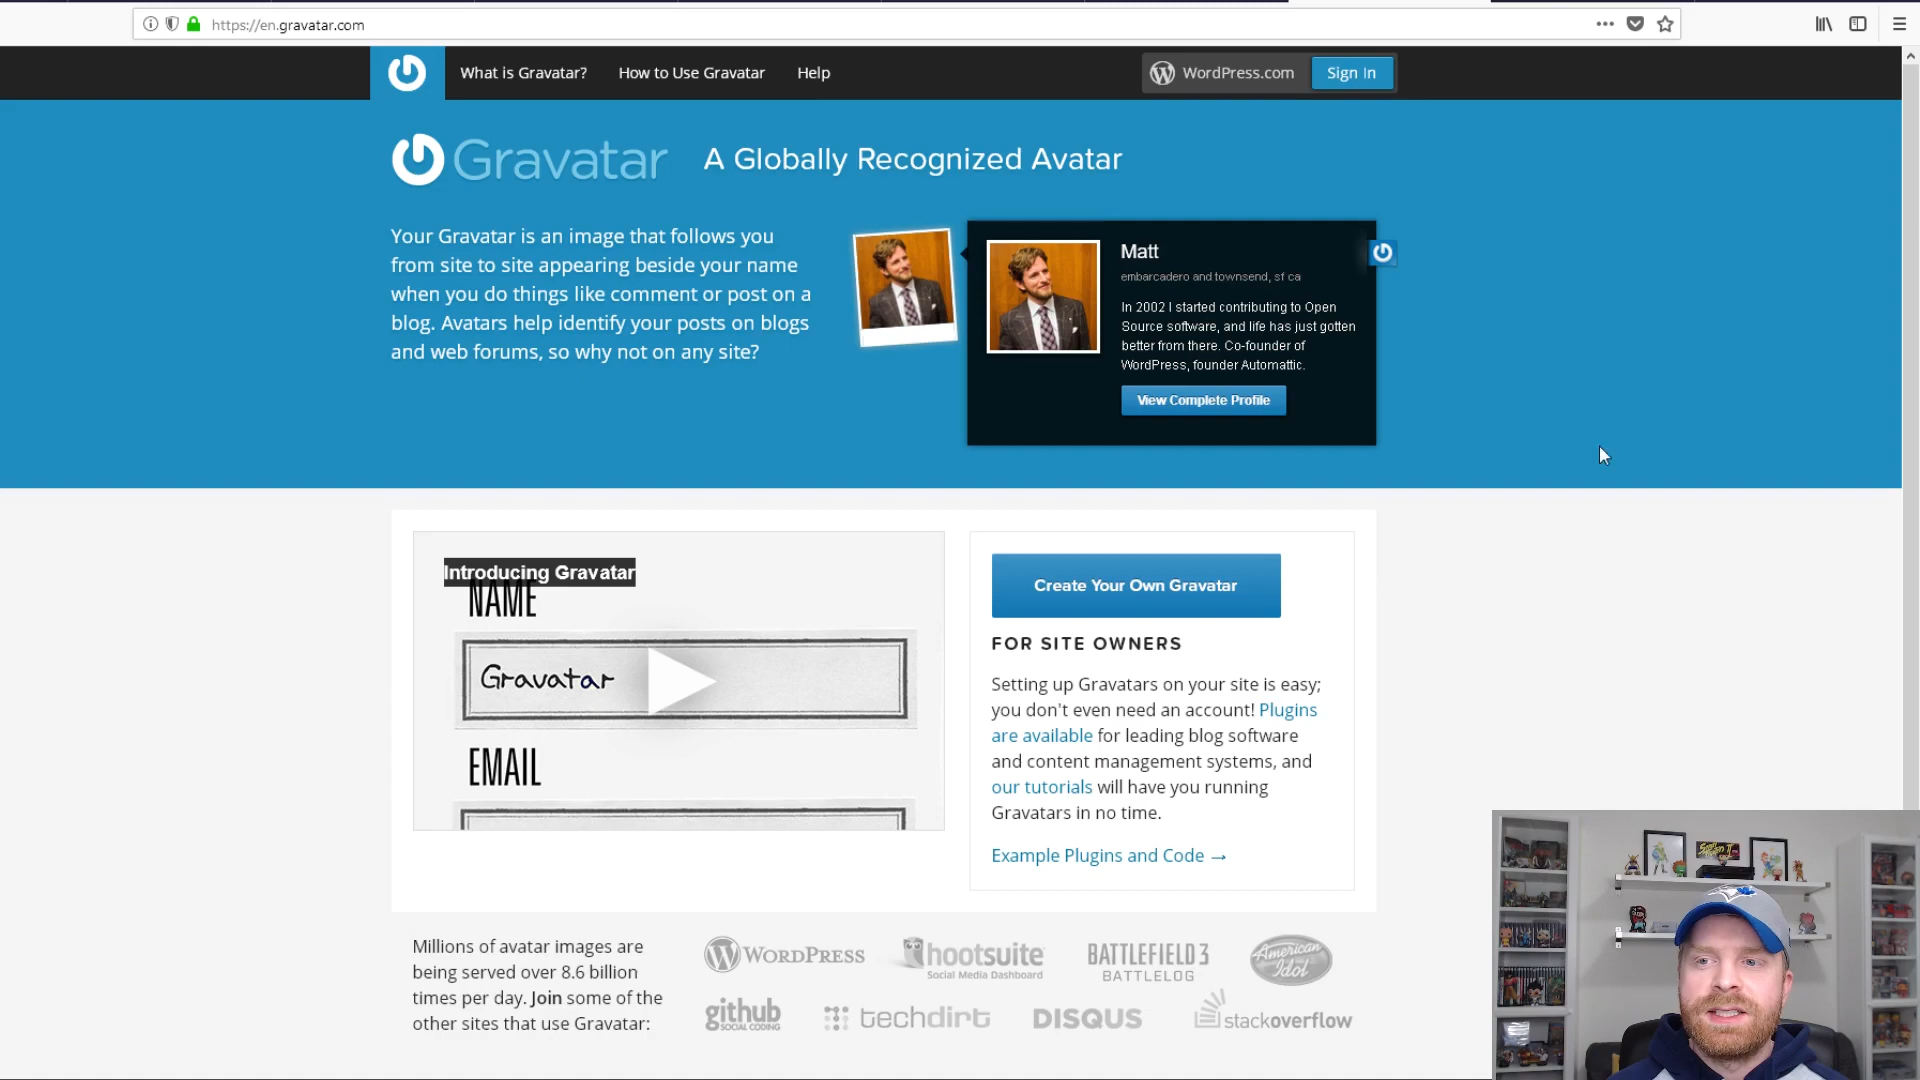 https://en.gravatar.com
What is Gravatar?
How to Use Gravatar
Help
WordPress.com
Sign In
Gravatar
A Globally Recognized Avatar
Your Gravatar is an image that follows you
from site to site appearing beside your name
when you do things like comment or post on a
blog. Avatars help identify your posts on blogs
and web forums, so why not on any site?
Matt
embarcadero and townsend, sf ca
In 2002 I started contributing to Open
Source software, and life has just gotten
better from there. Co-founder of
WordPress, founder Automattic.
View Complete Profile
Introducing Gravatar
NAME
Gravatar
EMAIL
Create Your Own Gravatar
FOR SITE OWNERS
Setting up Gravatars on your site is easy;
you don't even need an account! Plugins
are available for leading blog software
and content management systems, and
our tutorials will have you running
Gravatars in no time.
Example Plugins and Code →
Millions of avatar images are
being served over 8.6 billion
times per day. Join some of the
other sites that use Gravatar:
WORDPRESS
hootsuite
Social Media Dashboard
BATTLEFIELD 3
BATTLELOG
American Idol
github
SOCIAL CODING
techdirt
DISQUS
stackoverflow